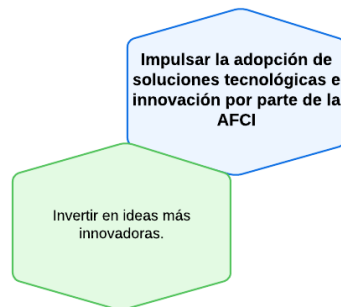 Impulsar la adopción de
soluciones tecnológicas e
innovación por parte de la
AFCI
Invertir en ideas más
innovadoras.